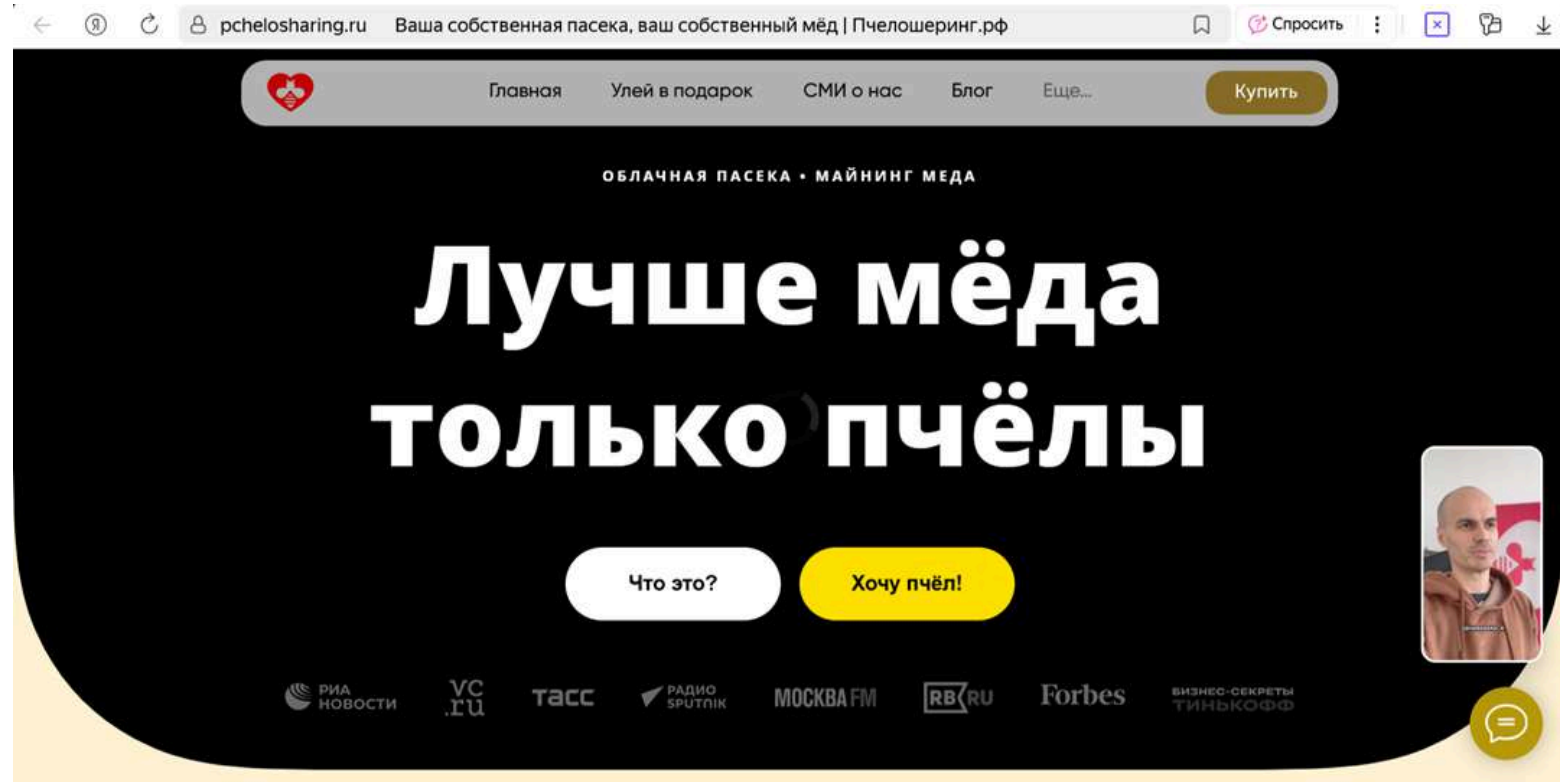 pchelosharing.ru Ваша собственная пасека, ваш собственный мёд | Пчелошеринг.рф Спросить
Главная Улей в подарок СМИ о нас Блог Еще... Купить
ОБЛАЧНАЯ ПАСЕКА • МАЙНИНГ МЕДА
Лучше мёда
только пчёлы
Что это? Хочу пчёл!
РИА НОВОСТИ
vc.ru
ТАСС
РАДИО SPUTNIK
МОСКВА FM
RB RU
Forbes
БИЗНЕС-СЕКРЕТЫ ТИНЬКОФФ